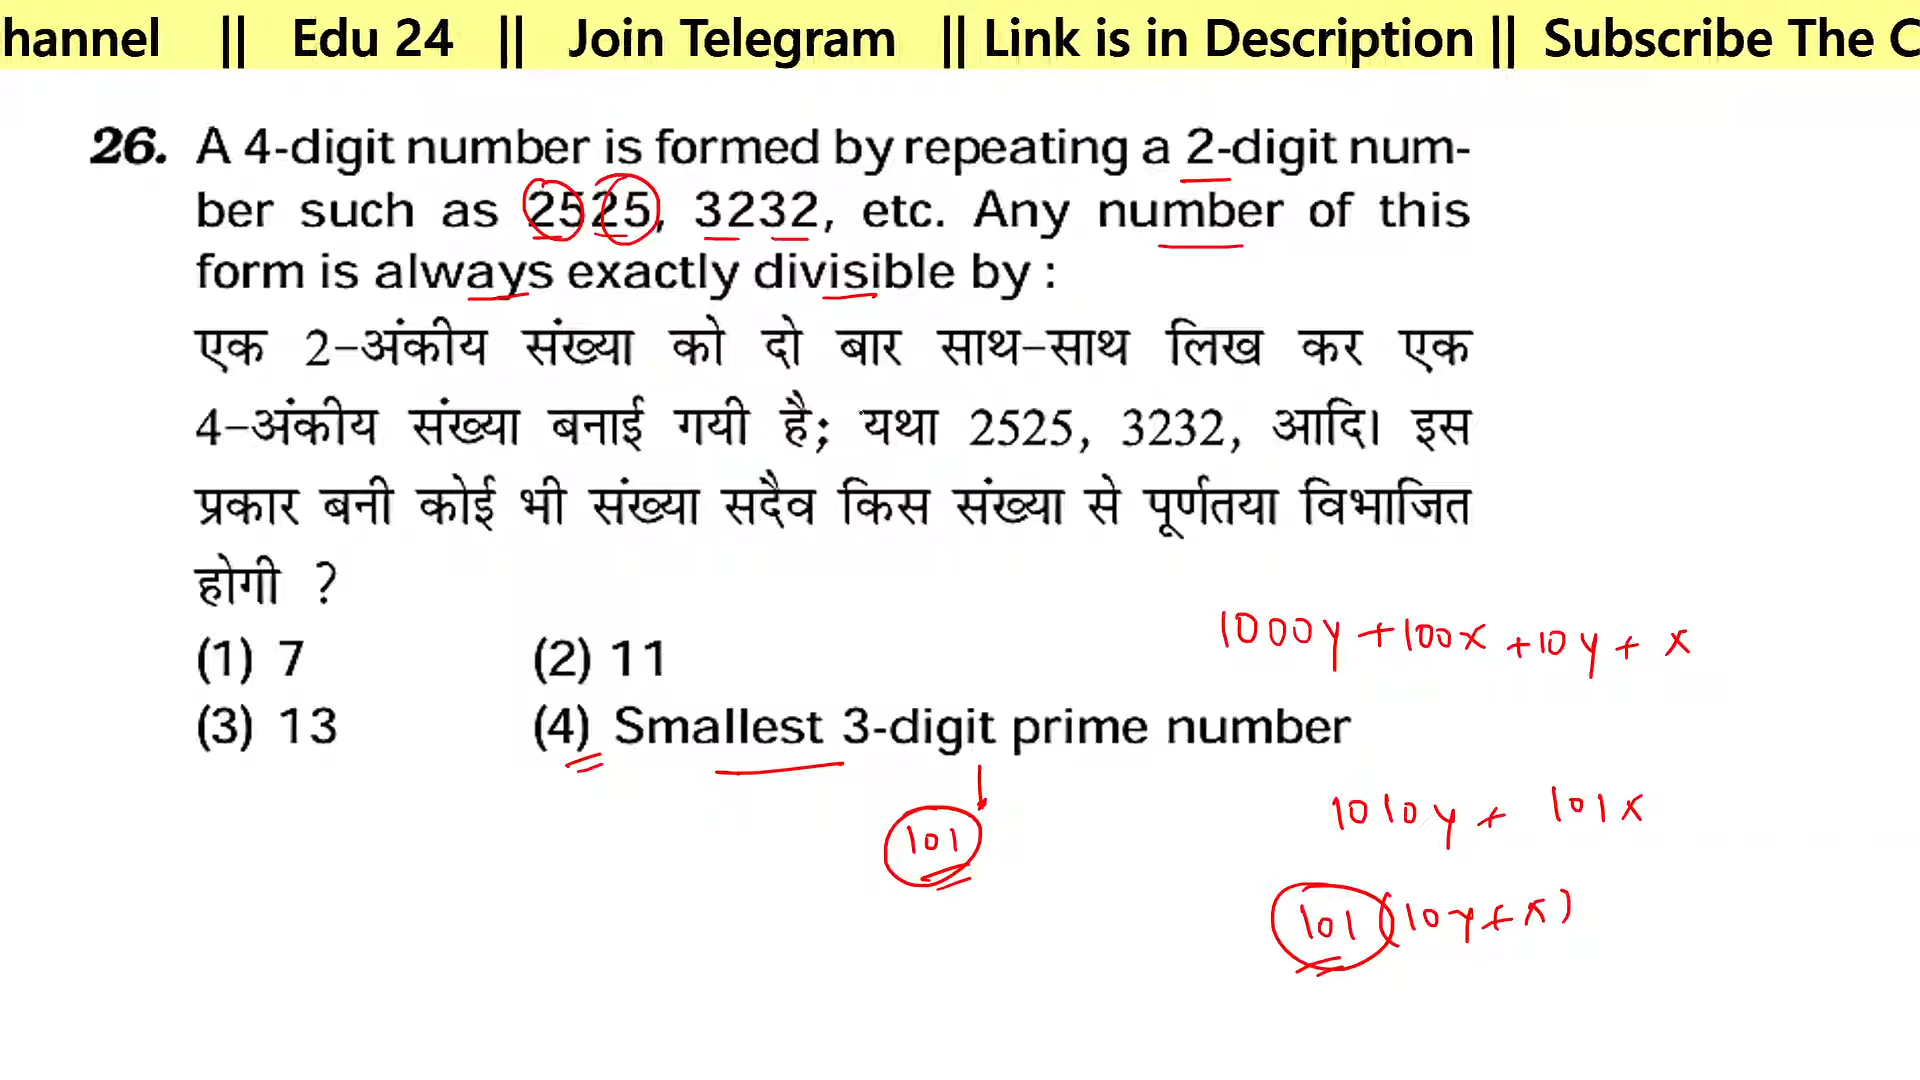 hannel || Edu 24 || Join Telegram || Link is in Description || Subscribe The C
26. A 4-digit number is formed by repeating a 2-digit num-
ber such as 2525, 3232, etc. Any number of this
form is always exactly divisible by :
एक 2-अंकीय संख्या को दो बार साथ-साथ लिख कर एक
4-अंकीय संख्या बनाई गयी है; यथा 2525, 3232, आदि। इस
प्रकार बनी कोई भी संख्या सदैव किस संख्या से पूर्णतया विभाजित
होगी ?
1000y + 100x + 10y + x
(1) 7 (2) 11
(3) 13 (4) Smallest 3-digit prime number
1010y + 101x
101
101 (10y + x)